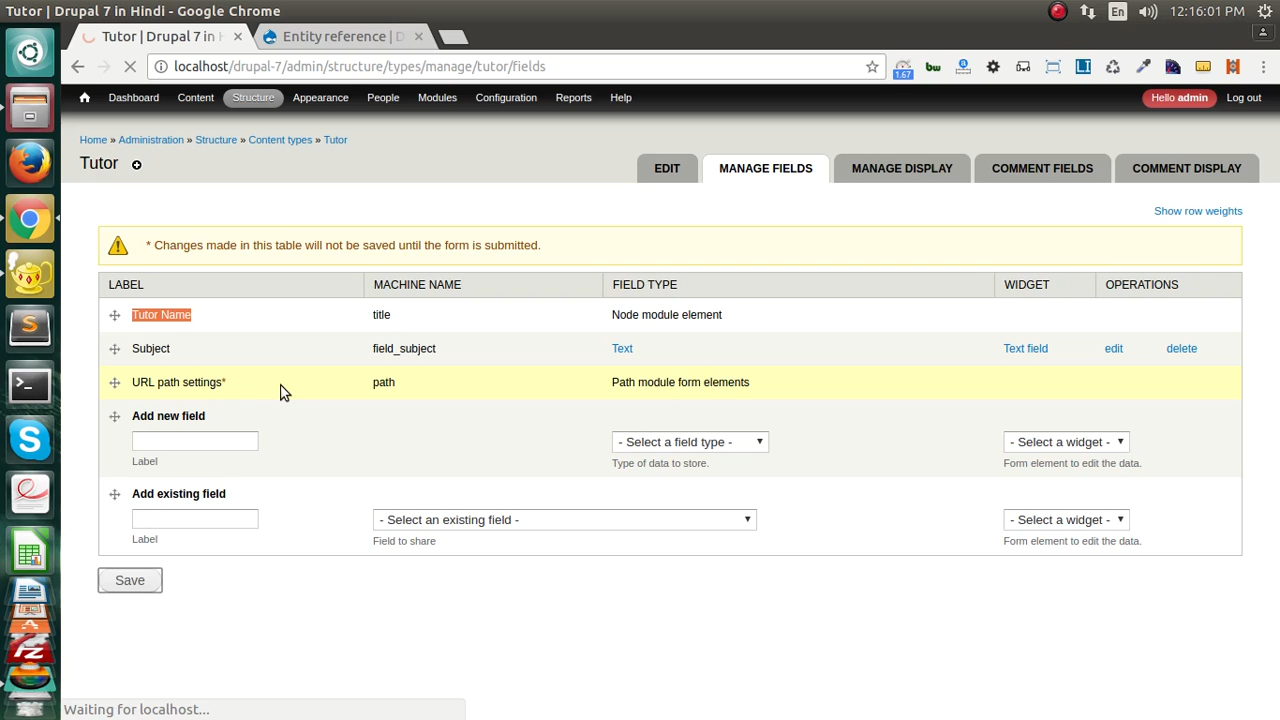 Tutor | Drupal 7 in Hindi - Google Chrome
En
12:16:01 PM
Tutor | Drupal 7 in H
Entity reference | D
localhost/drupal-7/admin/structure/types/manage/tutor/fields
1.67
bw
LI
Dashboard Content Structure Appearance People Modules Configuration Reports Help
Hello admin Log out
Home » Administration » Structure » Content types » Tutor
Tutor
EDIT MANAGE FIELDS MANAGE DISPLAY COMMENT FIELDS COMMENT DISPLAY
Show row weights
* Changes made in this table will not be saved until the form is submitted.
LABEL MACHINE NAME FIELD TYPE WIDGET OPERATIONS
Tutor Name title Node module element
Subject field_subject Text Text field edit delete
URL path settings* path Path module form elements
Add new field
- Select a field type - - Select a widget -
Label Type of data to store. Form element to edit the data.
Add existing field
- Select an existing field - - Select a widget -
Label Field to share Form element to edit the data.
Save
Waiting for localhost...